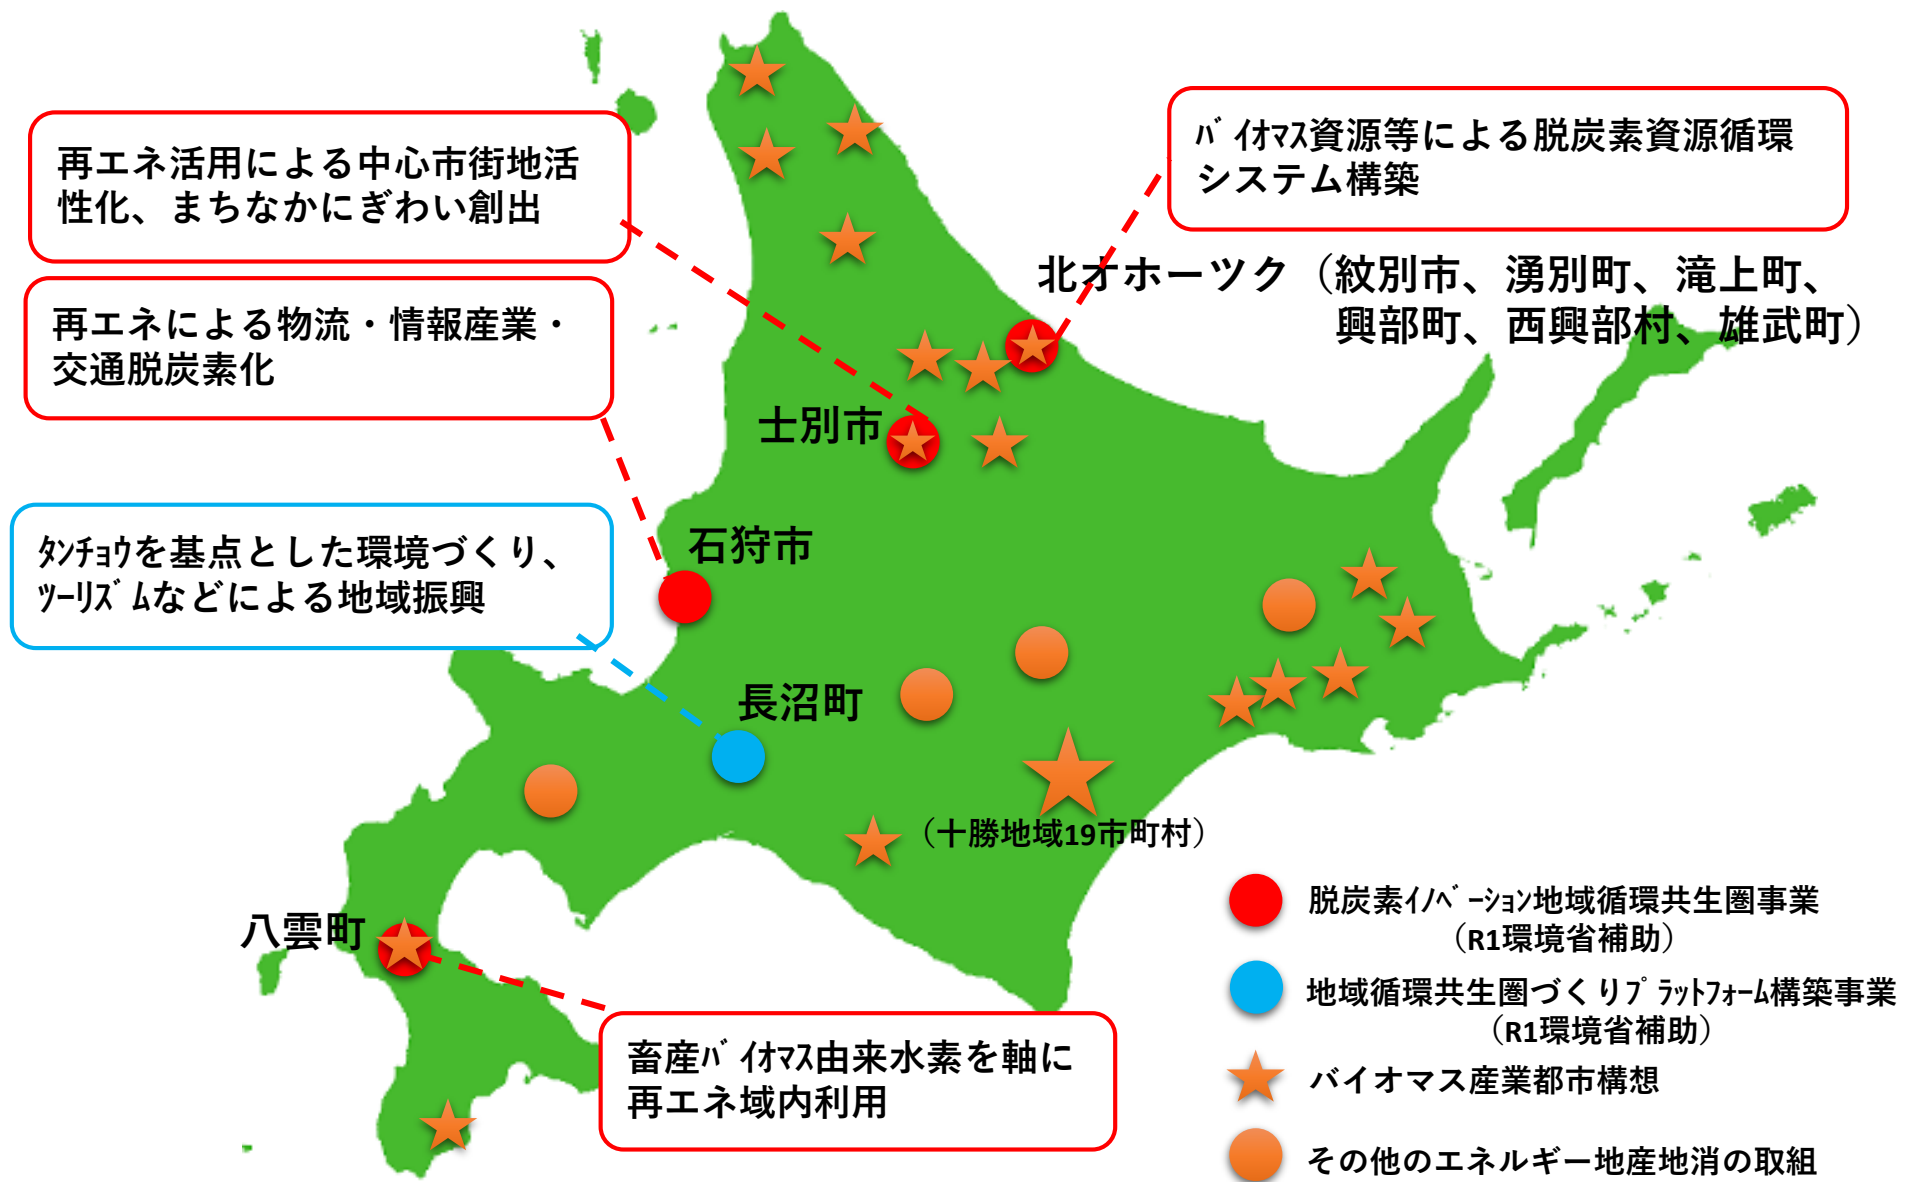 再エネ活用による中心市街地活
性化、まちなかにぎわい創出
再エネによる物流・情報産業・
交通脱炭素化
ﾀﾝﾁｮｳを基点とした環境づくり、
ﾂｰﾘｽﾞﾑなどによる地域振興
ﾊﾞｲｵﾏｽ資源等による脱炭素資源循環
システム構築
北オホーツク（紋別市、湧別町、滝上町、
興部町、西興部村、雄武町）
士別市
石狩市
長沼町
（十勝地域19市町村）
八雲町
畜産ﾊﾞｲｵﾏｽ由来水素を軸に
再エネ域内利用
脱炭素ｲﾉﾍﾞｰｼｮﾝ地域循環共生圏事業
（R1環境省補助）
地域循環共生圏づくりﾌﾟﾗｯﾄﾌｫｰﾑ構築事業
（R1環境省補助）
バイオマス産業都市構想
その他のエネルギー地産地消の取組